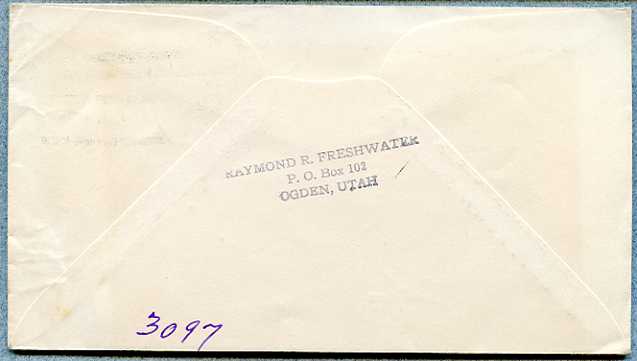 RAYMOND R. FRESHWATER
P. O. Box 102
OGDEN, UTAH
3097